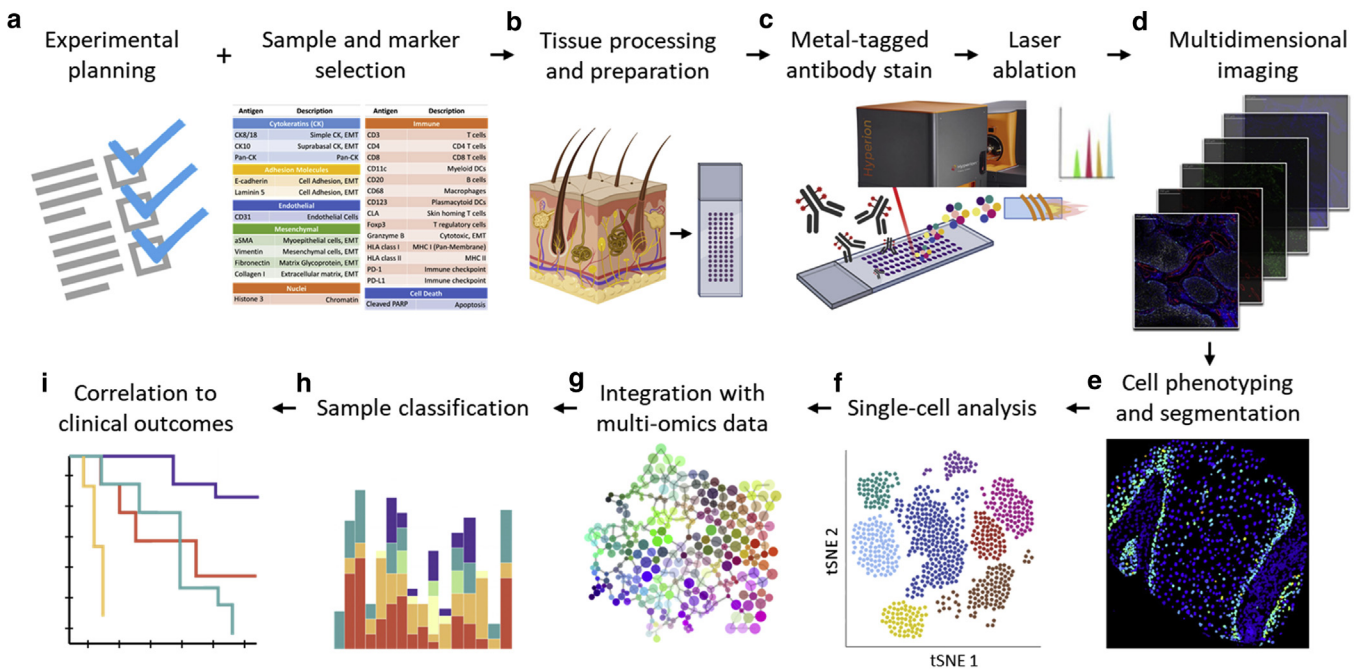 a
Experimental
planning
+
Sample and marker
selection
b
Tissue processing
and preparation
c
Metal-tagged
antibody stain
Laser
ablation
d
Multidimensional
imaging
Antigen Description
Cytokeratins (CK)
CK8/18 Simple CK, EMT
CK10 Suprabasal CK, EMT
Pan-CK Pan-CK
Adhesion Molecules
E-cadherin Cell Adhesion, EMT
Laminin 5 Cell Adhesion, EMT
Endothelial
CD31 Endothelial Cells
Mesenchymal
aSMA Myoepithelial cells, EMT
Vimentin Mesenchymal cells, EMT
Fibronectin Matrix Glycoprotein, EMT
Collagen I Extracellular matrix, EMT
Nuclei
Histone 3 Chromatin
Antigen Description
Immune
CD3 T cells
CD4 CD4 T Cells
CD8 CD8 T Cells
CD11c Myeloid DCs
CD20 B cells
CD68 Macrophages
CD123 Plasmacytoid DCs
CLA Skin homing T cells
Foxp3 T regulatory cells
Granzyme B Cytotoxic, EMT
HLA class I MHC I (Pan-Membrane)
HLA class II MHC II
PD-1 Immune checkpoint
PD-L1 Immune checkpoint
Cell Death
Cleaved PARP Apoptosis
Hyperion
i
Correlation to
clinical outcomes
h
Sample classification
g
Integration with
multi-omics data
f
Single-cell analysis
tSNE 2
tSNE 1
e
Cell phenotyping
and segmentation